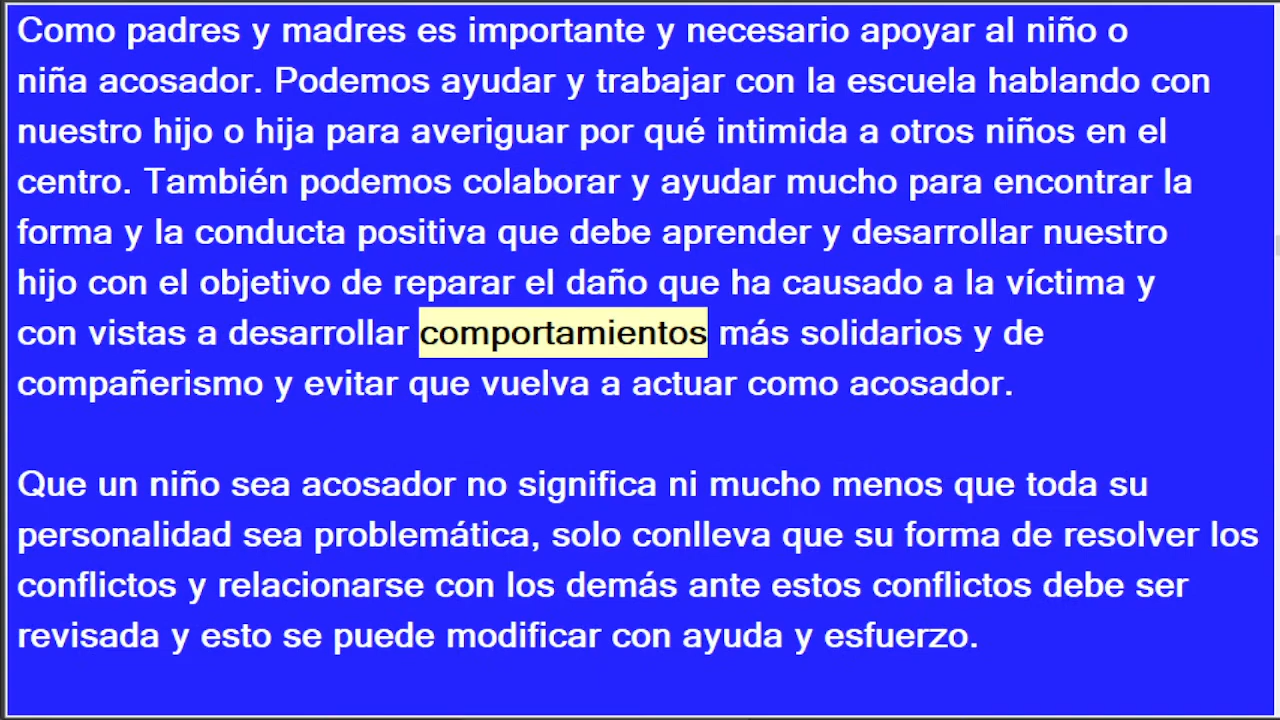 Como padres y madres es importante y necesario apoyar al niño o
niña acosador. Podemos ayudar y trabajar con la escuela hablando con
nuestro hijo o hija para averiguar por qué intimida a otros niños en el
centro. También podemos colaborar y ayudar mucho para encontrar la
forma y la conducta positiva que debe aprender y desarrollar nuestro
hijo con el objetivo de reparar el daño que ha causado a la víctima y
con vistas a desarrollar comportamientos más solidarios y de
compañerismo y evitar que vuelva a actuar como acosador.
Que un niño sea acosador no significa ni mucho menos que toda su
personalidad sea problemática, solo conlleva que su forma de resolver los
conflictos y relacionarse con los demás ante estos conflictos debe ser
revisada y esto se puede modificar con ayuda y esfuerzo.